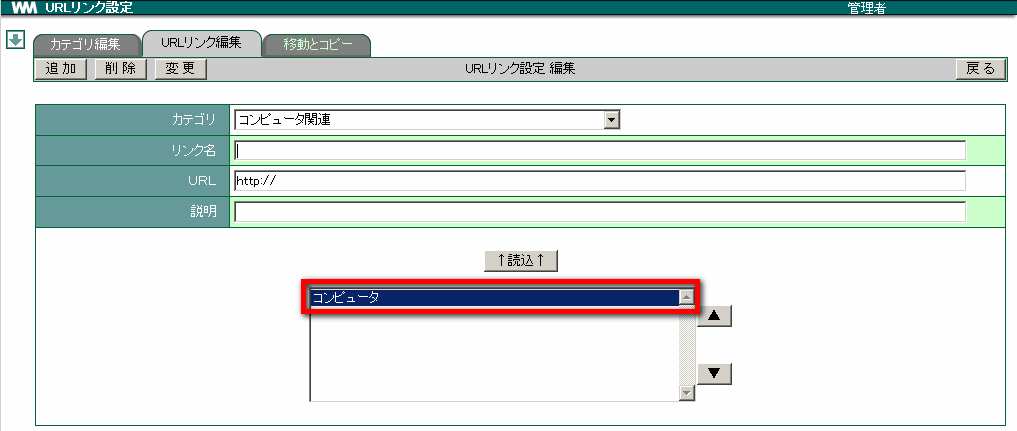 WM URLリンク設定 管理者
カテゴリ編集 URLリンク編集 移動とコピー
追加 削除 変更 URLリンク設定 編集 戻る
カテゴリ コンピュータ関連
リンク名
URL http://
説明
↑読込↑
コンピュータ
▲
▼